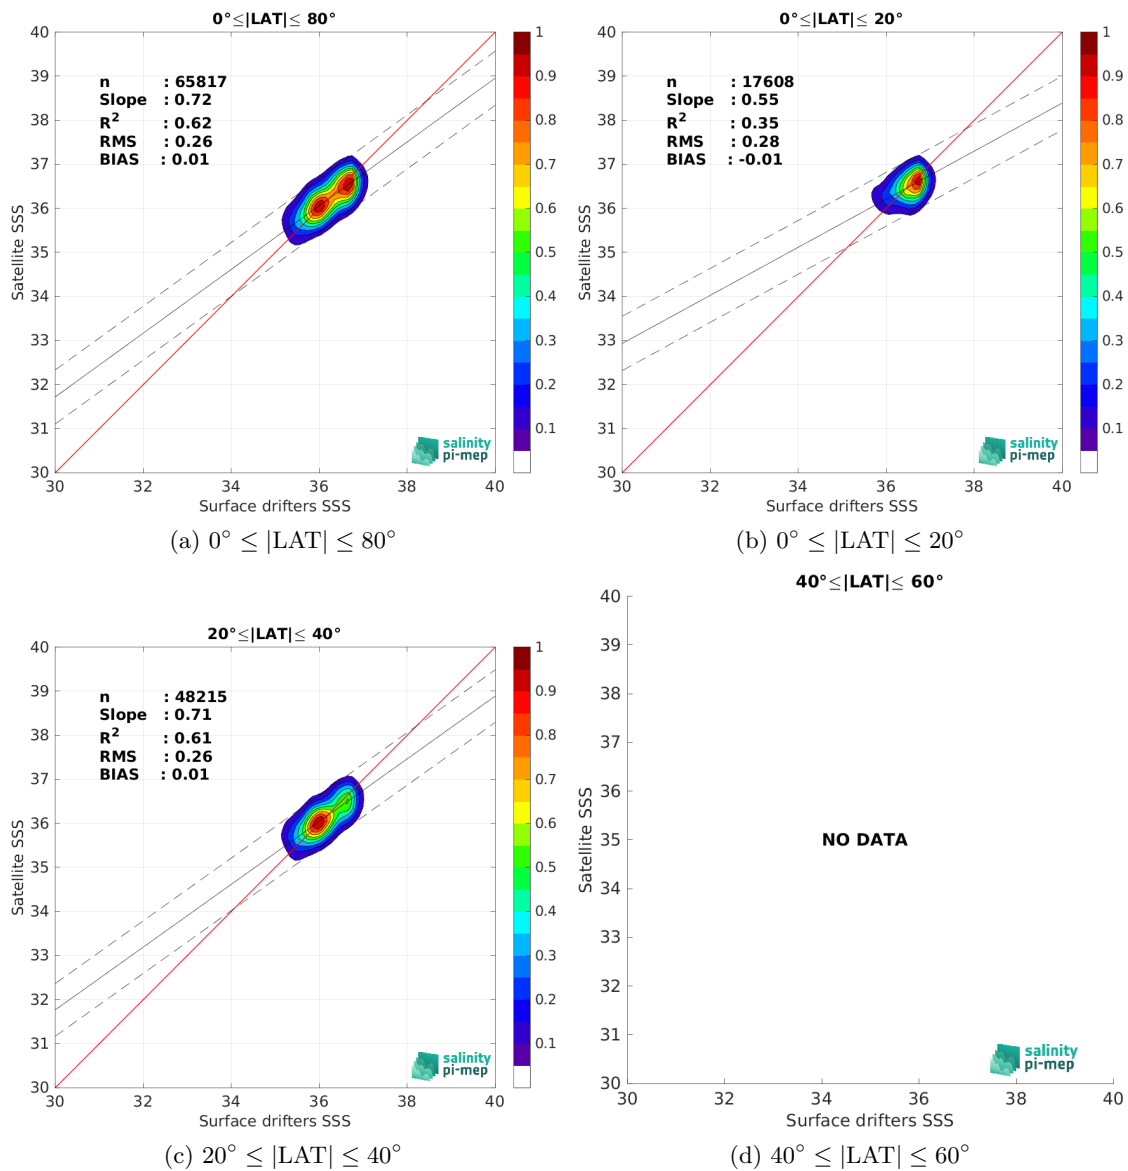 0°≤|LAT|≤ 80°
40
39
38
37
36
35
34
33
32
31
30
Satellite SSS
n : 65817
Slope : 0.72
R² : 0.62
RMS : 0.26
BIAS : 0.01
1
0.9
0.8
0.7
0.6
0.5
0.4
0.3
0.2
0.1
salinity
pi-mep
30 32 34 36 38 40
Surface drifters SSS
(a) 0° ≤ |LAT| ≤ 80°
0°≤|LAT|≤ 20°
40
39
38
37
36
35
34
33
32
31
30
Satellite SSS
n : 17608
Slope : 0.55
R² : 0.35
RMS : 0.28
BIAS : -0.01
1
0.9
0.8
0.7
0.6
0.5
0.4
0.3
0.2
0.1
salinity
pi-mep
30 32 34 36 38 40
Surface drifters SSS
(b) 0° ≤ |LAT| ≤ 20°
20°≤|LAT|≤ 40°
40
39
38
37
36
35
34
33
32
31
30
Satellite SSS
n : 48215
Slope : 0.71
R² : 0.61
RMS : 0.26
BIAS : 0.01
1
0.9
0.8
0.7
0.6
0.5
0.4
0.3
0.2
0.1
salinity
pi-mep
30 32 34 36 38 40
Surface drifters SSS
(c) 20° ≤ |LAT| ≤ 40°
40°≤|LAT|≤ 60°
40
39
38
37
36
35
34
33
32
31
30
Satellite SSS
NO DATA
salinity
pi-mep
30 32 34 36 38 40
Surface drifters SSS
(d) 40° ≤ |LAT| ≤ 60°